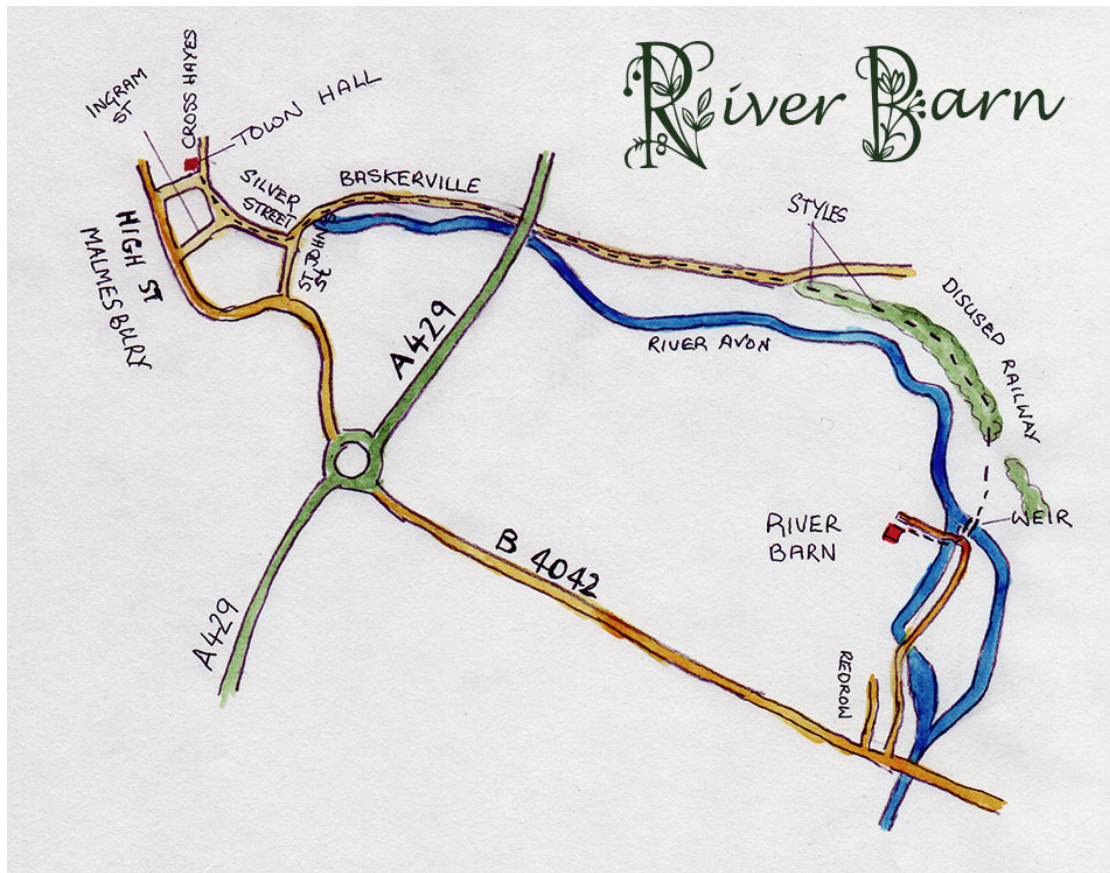 River Barn
INGRAM
ST
CROSS HAYES
TOWN HALL
SILVER
STREET
BASKERVILLE
ST JOHNS
ST
HIGH ST
MALMESBURY
A429
STYLES
RIVER AVON
DISUSED RAILWAY
WEIR
RIVER
BARN
B 4042
A429
REDROW